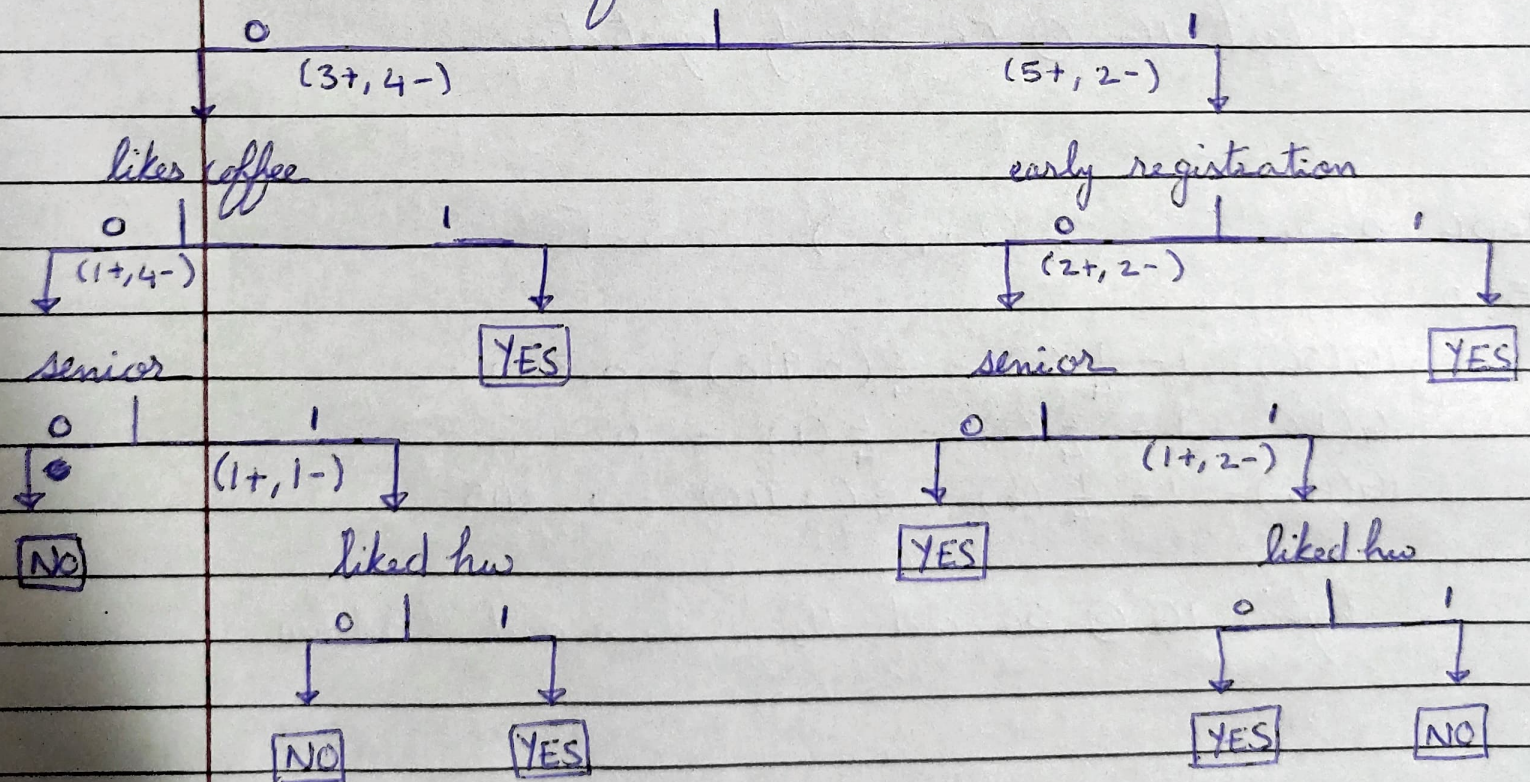 0 1
(3+, 4-) (5+, 2-)
likes coffee early registration
0 1 0 1
(1+, 4-) (2+, 2-)
YES YES
senior senior
0 1 0 1
(1+, 1-) (1+, 2-)
NO liked hw YES liked hw
0 1 0 1
NO YES YES NO